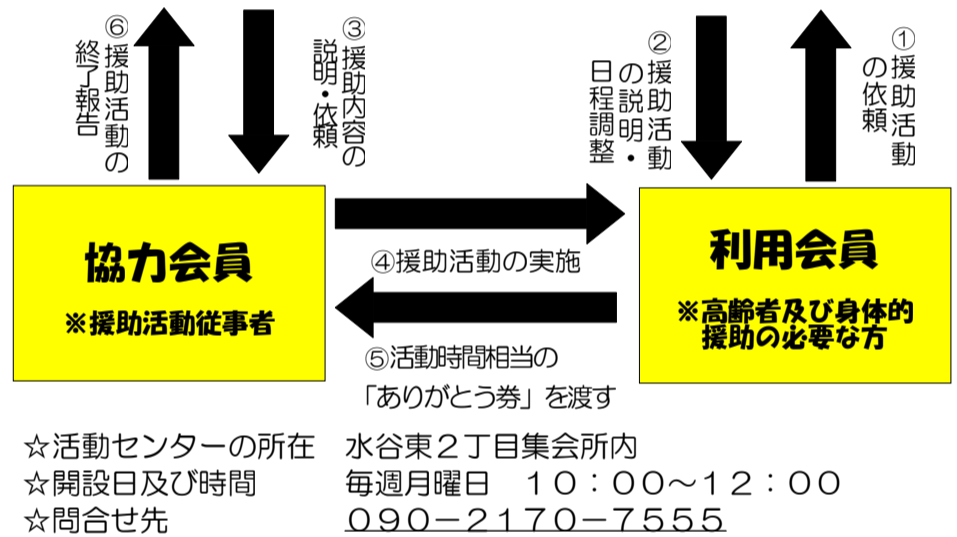 ①援助活動
の依頼
②援助活動
の説明・
日程調整
③援助内容の
説明・依頼
⑥援助活動の
終了報告
協力会員
※援助活動従事者
④援助活動の実施
⑤活動時間相当の
「ありがとう券」を渡す
利用会員
※高齢者及び身体的
援助の必要な方
☆活動センターの所在　水谷東２丁目集会所内
☆開設日及び時間　毎週月曜日　１０：００～１２：００
☆問合せ先　０９０－２１７０－７５５５